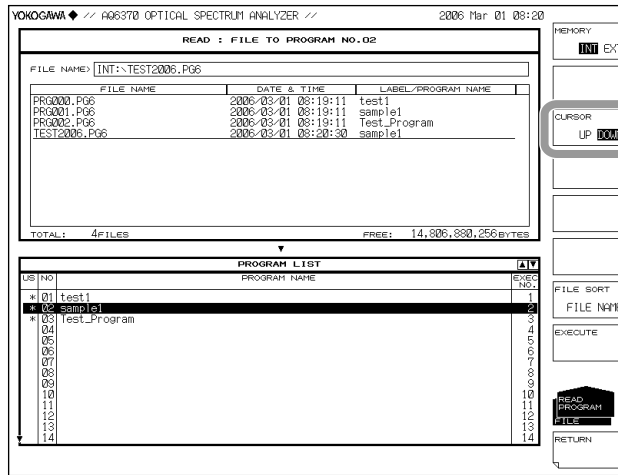 YOKOGAWA ◆ // AQ6370 OPTICAL SPECTRUM ANALYZER // 2006 Mar 01 08:20
READ : FILE TO PROGRAM NO.02
FILE NAME> INT:\TEST2006.PG6
FILE NAME DATE & TIME LABEL/PROGRAM NAME
PRG000.PG6 2006/03/01 08:19:11 test1
PRG001.PG6 2006/03/01 08:19:11 sample1
PRG002.PG6 2006/03/01 08:19:11 Test_Program
TEST2006.PG6 2006/03/01 08:20:30 sample1
TOTAL: 4FILES FREE: 14,806,880,256BYTES
PROGRAM LIST
US NO PROGRAM NAME EXEC NO.
* 01 test1 1
* 02 sample1 2
* 03 Test_Program 3
04 4
05 5
06 6
07 7
08 8
09 9
10 10
11 11
12 12
13 13
14 14
MEMORY
INT EXT
CURSOR
UP DOWN
FILE SORT
FILE NAME
EXECUTE
READ
PROGRAM
FILE
RETURN